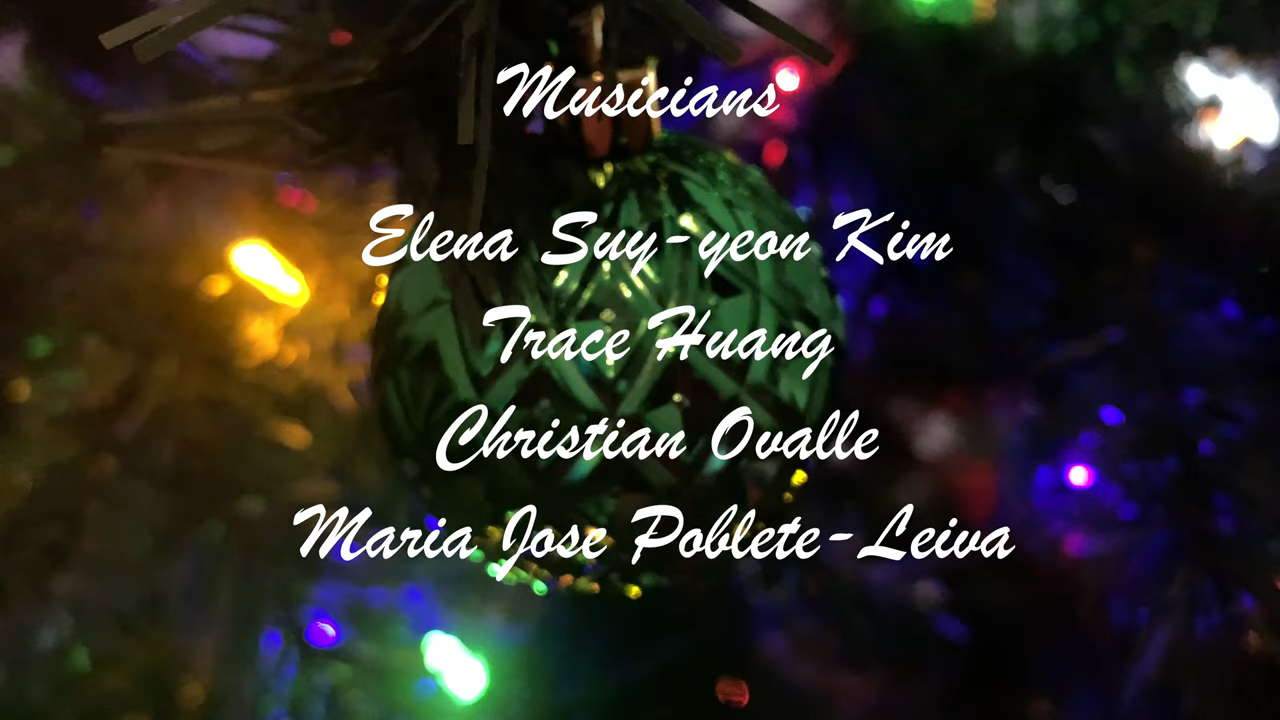 Musicians
Elena Suy-yeon Kim
Trace Huang
Christian Ovalle
Maria Jose Poblete-Leiva